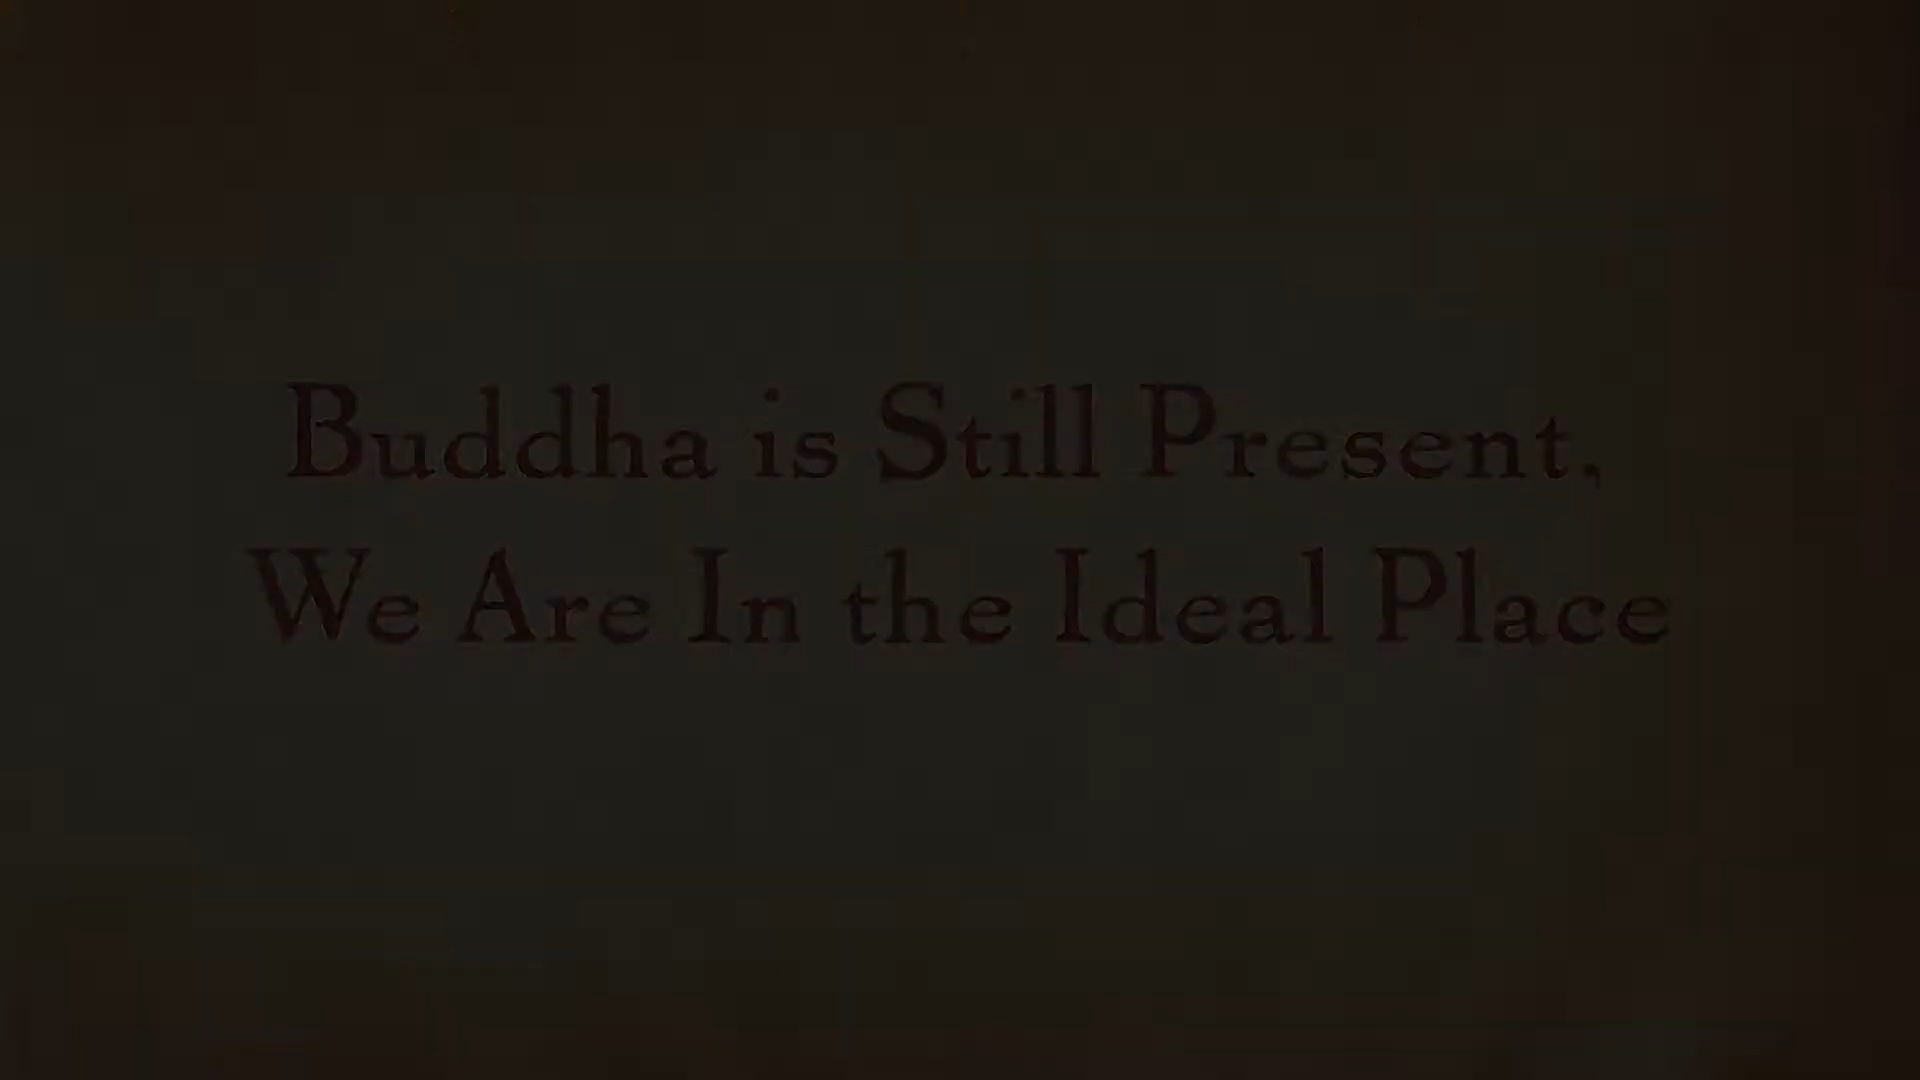 Buddha is Still Present,
We Are In the Ideal Place